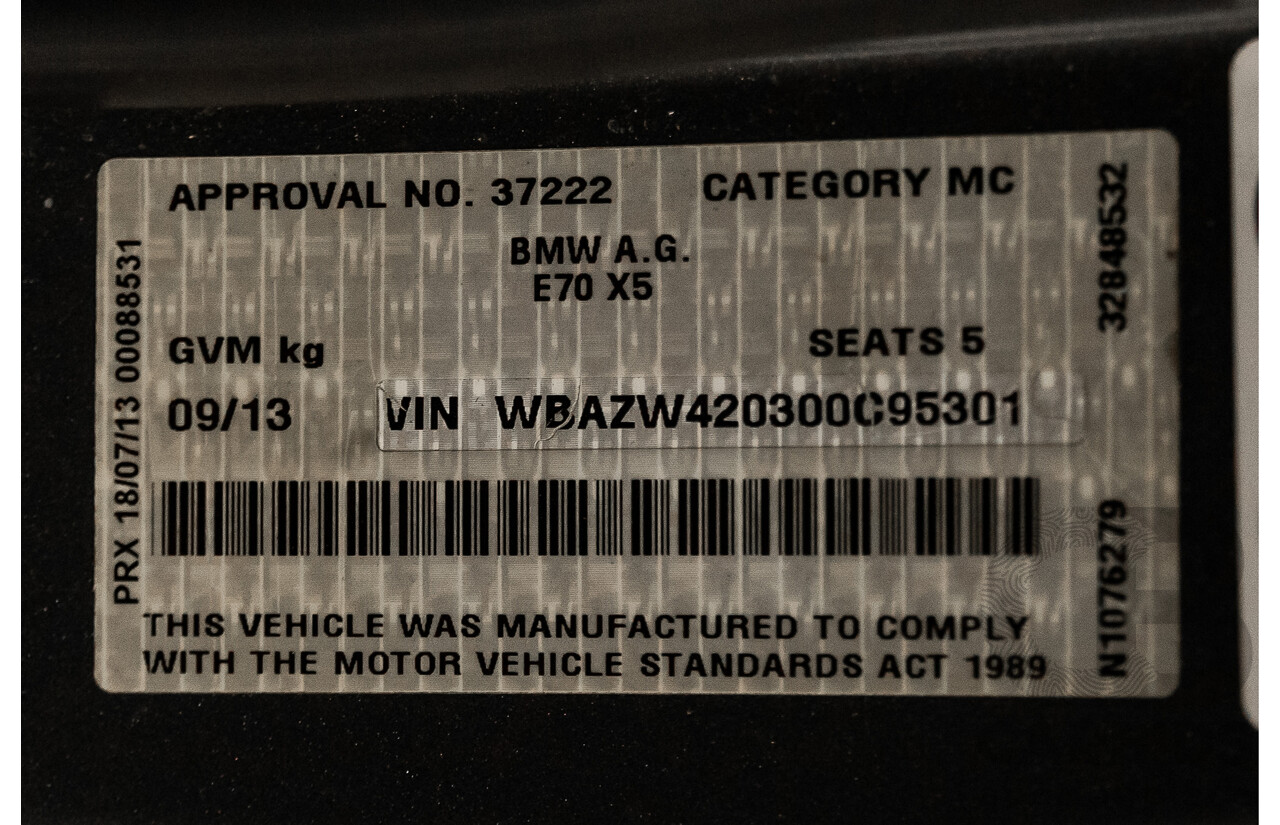 APPROVAL NO. 37222 CATEGORY MC
BMW A.G.
E70 X5
GVM kg SEATS 5
09/13 VIN WBAZW420300C95301
THIS VEHICLE WAS MANUFACTURED TO COMPLY
WITH THE MOTOR VEHICLE STANDARDS ACT 1989
PRX 18/07/13 00088531
32848532
N1076279